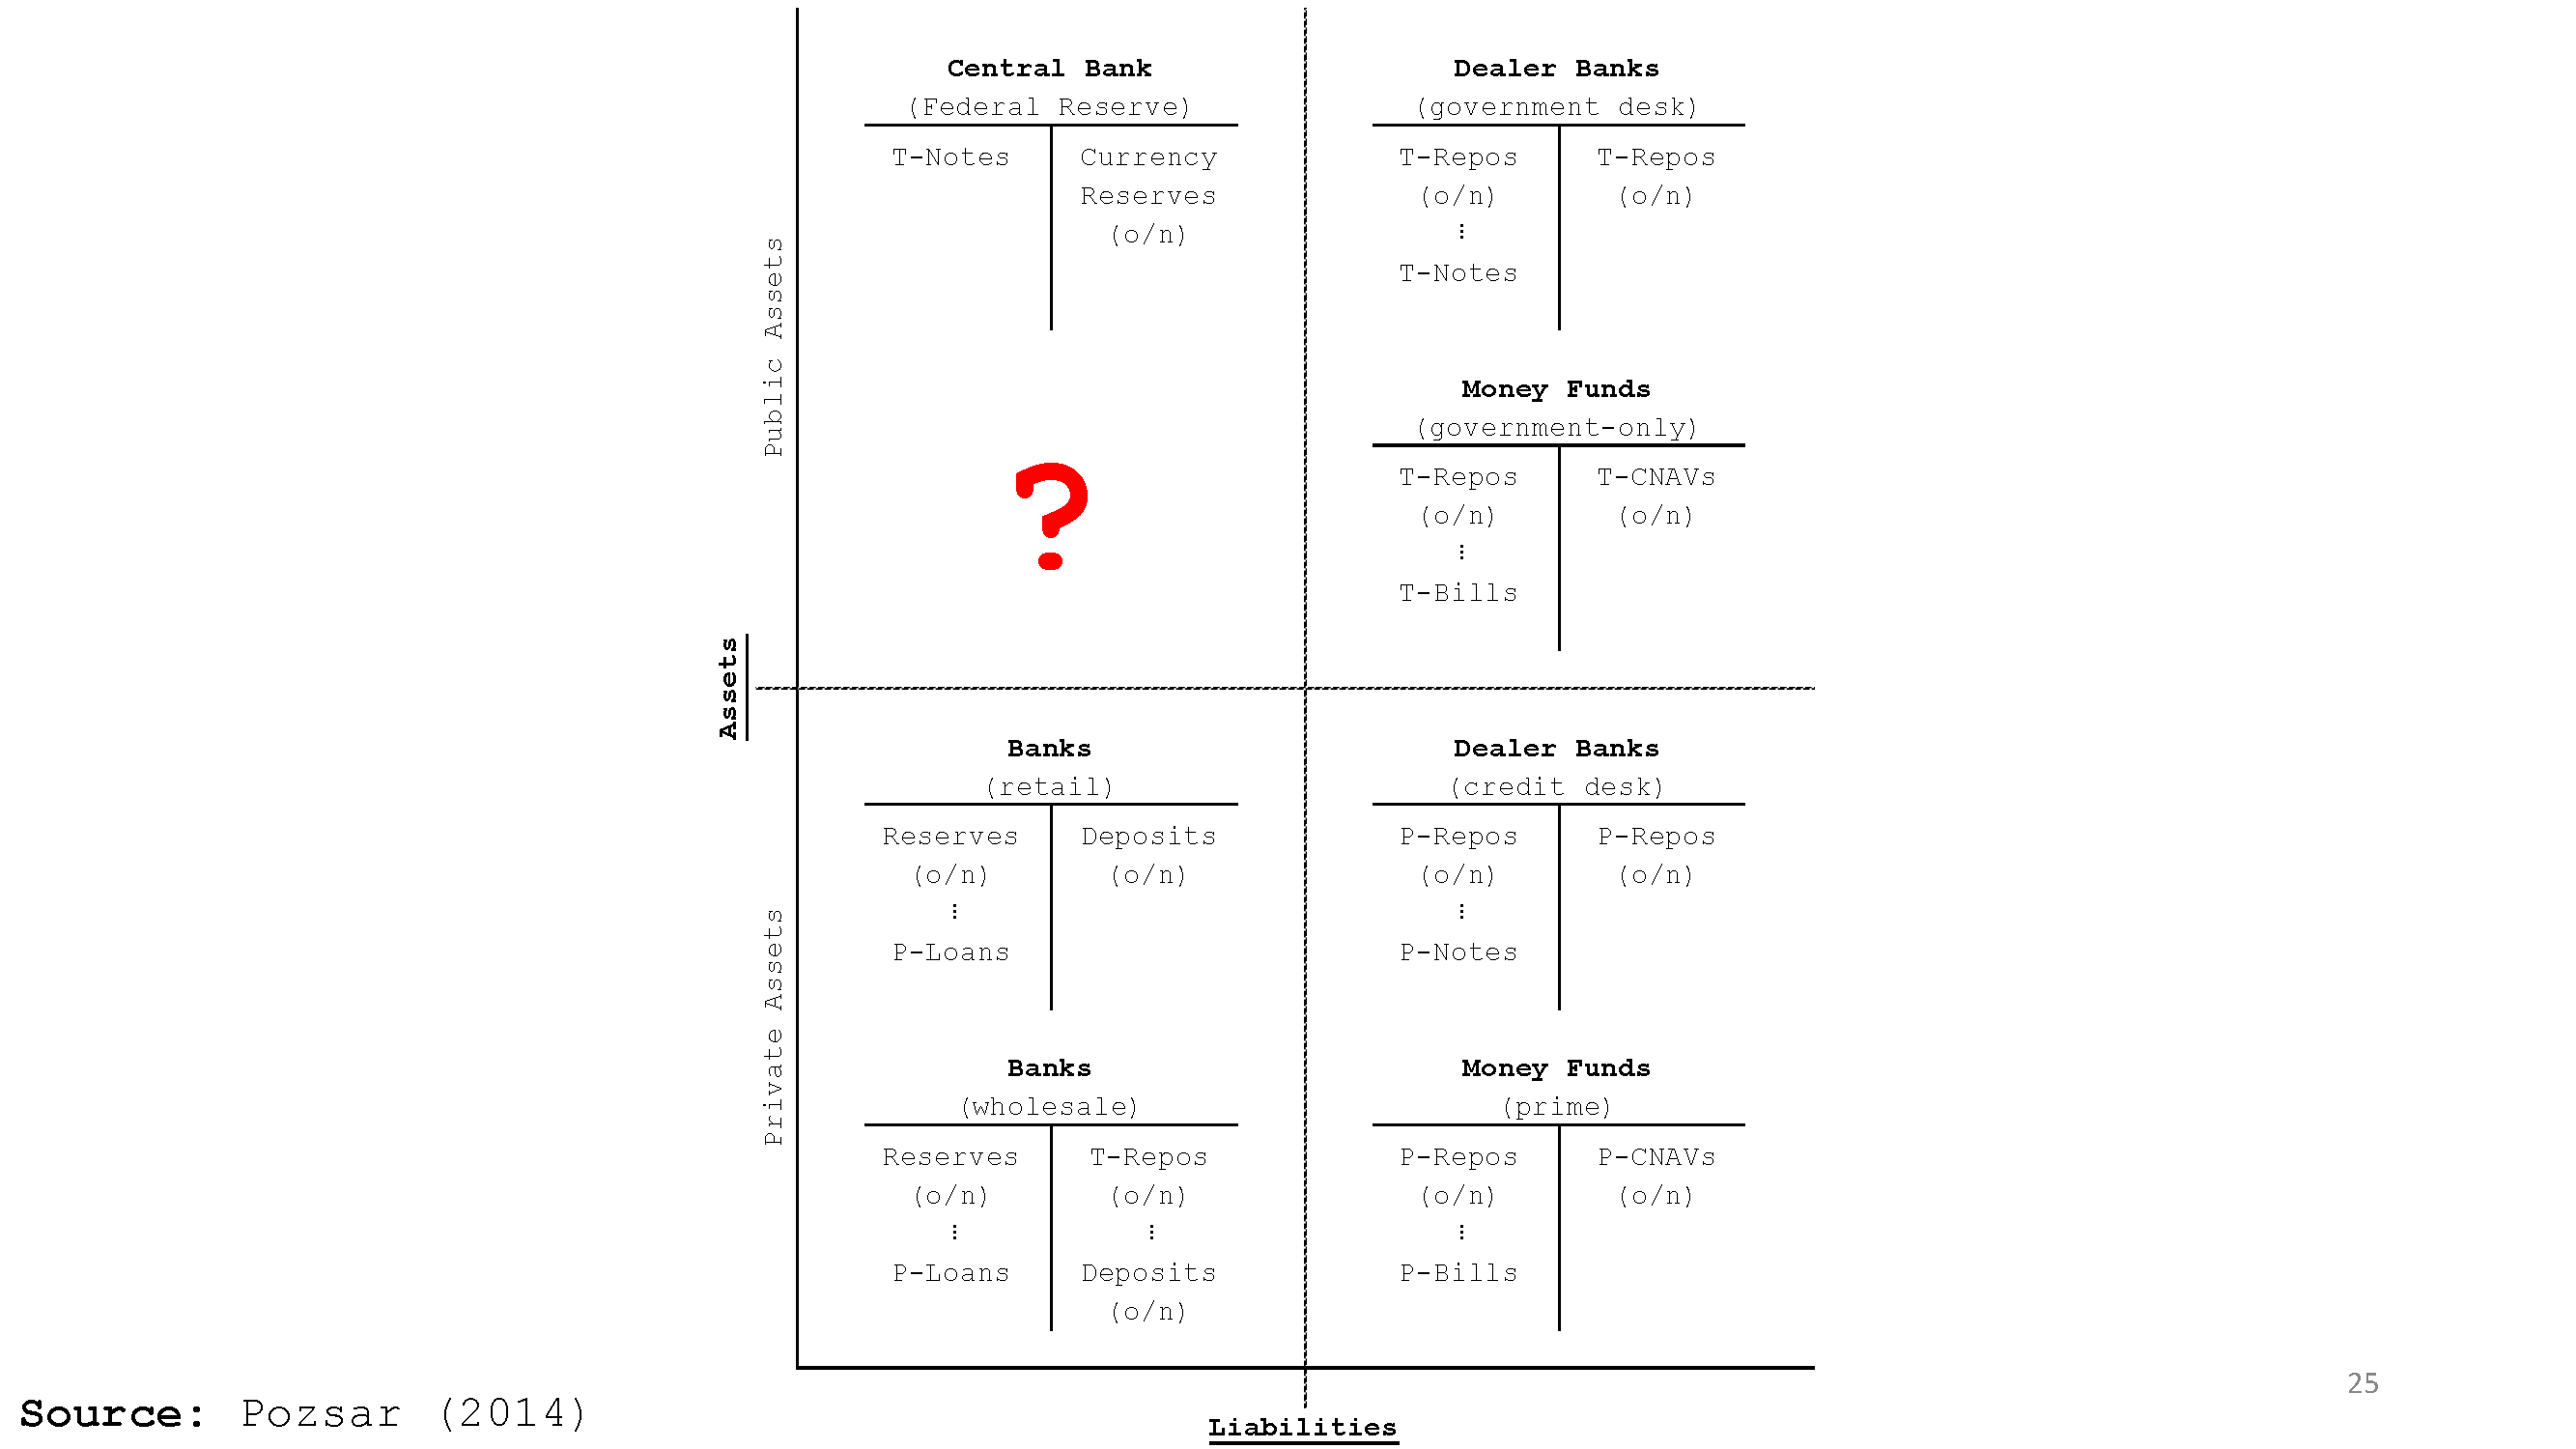 Public Assets
Assets
Private Assets
Central Bank
(Federal Reserve)
T-Notes
Currency
Reserves
(o/n)
Dealer Banks
(government desk)
T-Repos
(o/n)
⋮
T-Notes
T-Repos
(o/n)
?
Money Funds
(government-only)
T-Repos
(o/n)
⋮
T-Bills
T-CNAVs
(o/n)
Banks
(retail)
Reserves
(o/n)
⋮
P-Loans
Deposits
(o/n)
Dealer Banks
(credit desk)
P-Repos
(o/n)
⋮
P-Notes
P-Repos
(o/n)
Banks
(wholesale)
Reserves
(o/n)
⋮
P-Loans
T-Repos
(o/n)
⋮
Deposits
(o/n)
Money Funds
(prime)
P-Repos
(o/n)
⋮
P-Bills
P-CNAVs
(o/n)
Liabilities
Source: Pozsar (2014)
25